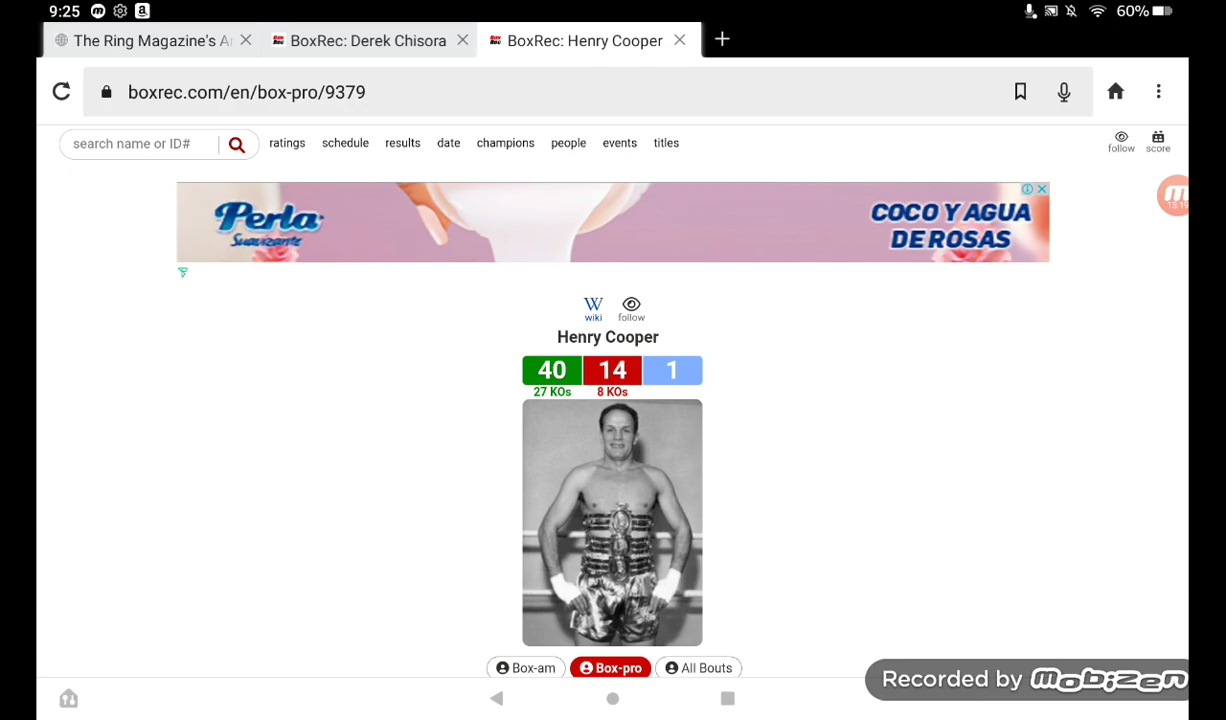 9:25
60%
The Ring Magazine's A
BoxRec: Derek Chisora
BoxRec: Henry Cooper
boxrec.com/en/box-pro/9379
search name or ID#
ratings
schedule
results
date
champions
people
events
titles
follow
score
Perla
Suavizante
COCO Y AGUA
DE ROSAS
15:19
W
wiki
follow
Henry Cooper
40
14
1
27 KOs
8 KOs
Box-am
Box-pro
All Bouts
Recorded by mobizen